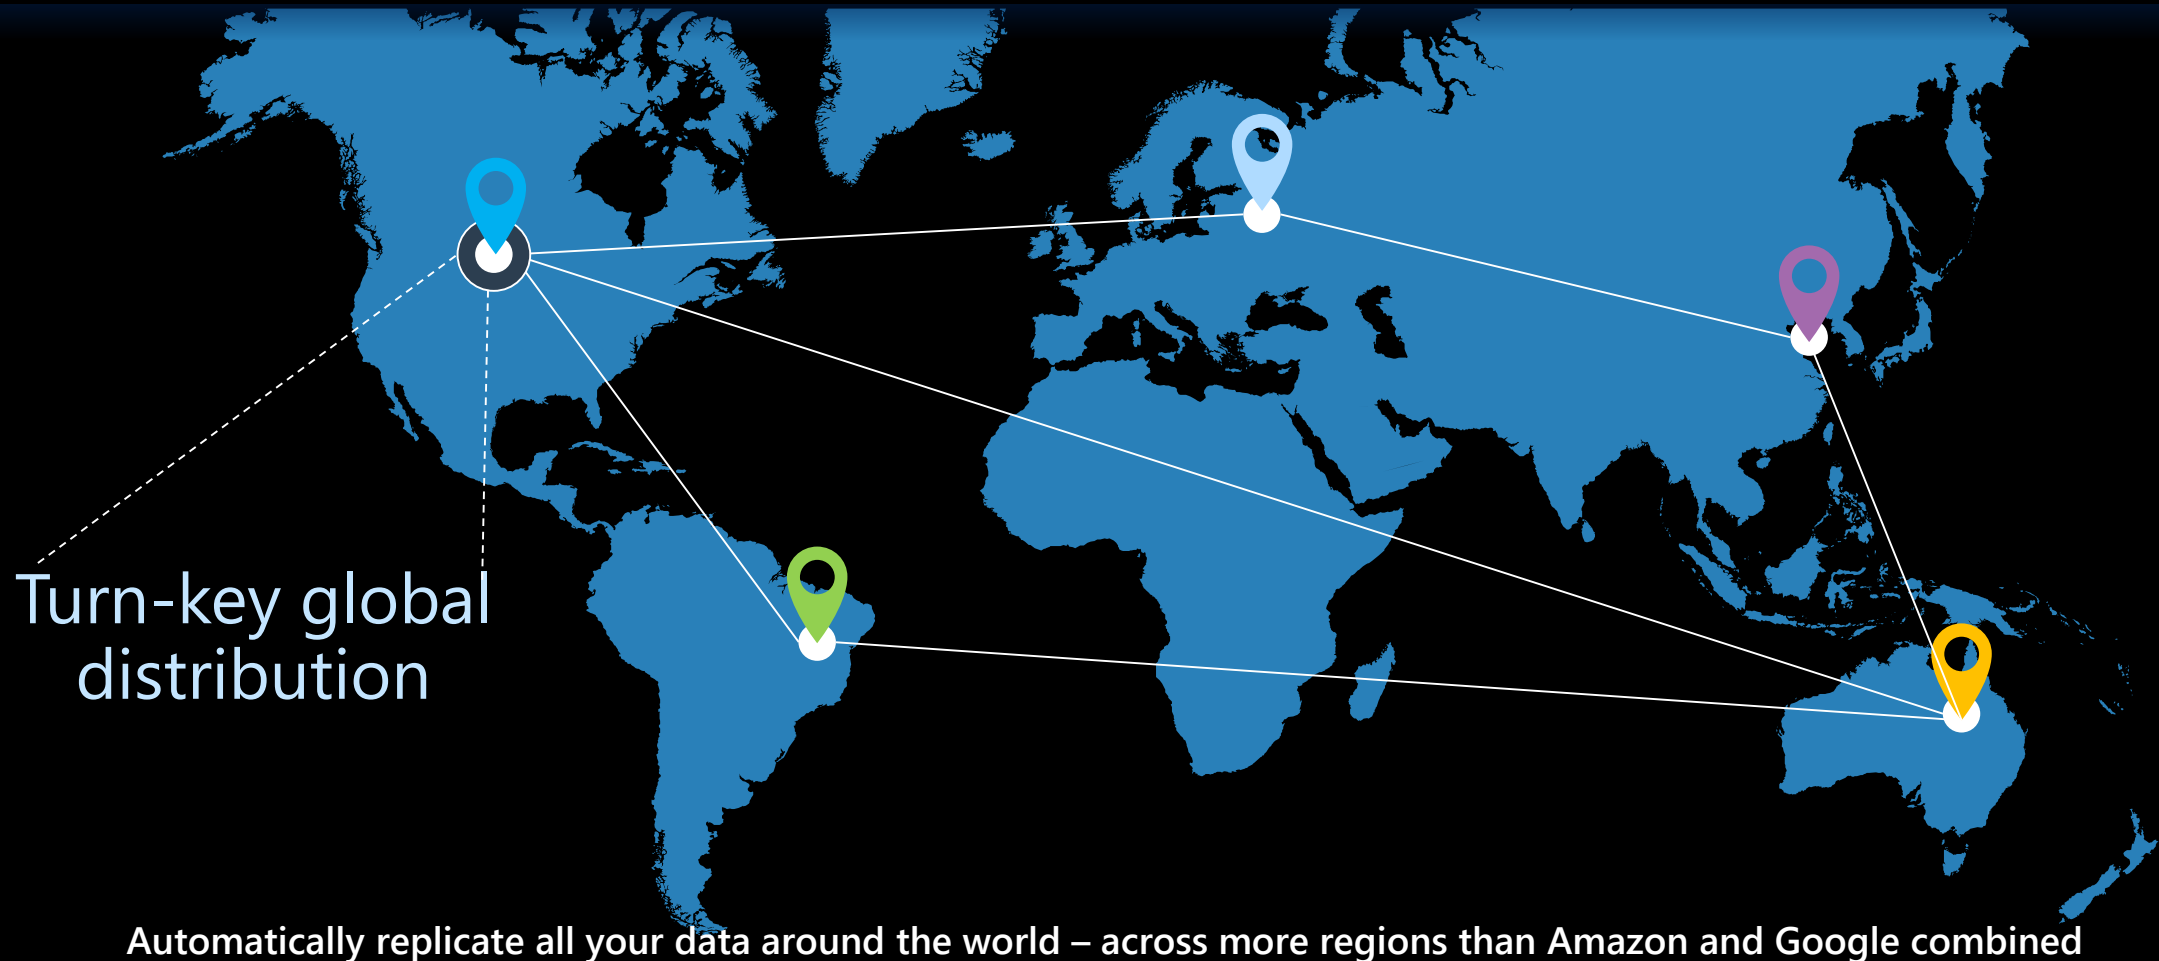 Turn-key global
distribution
Automatically replicate all your data around the world – across more regions than Amazon and Google combined